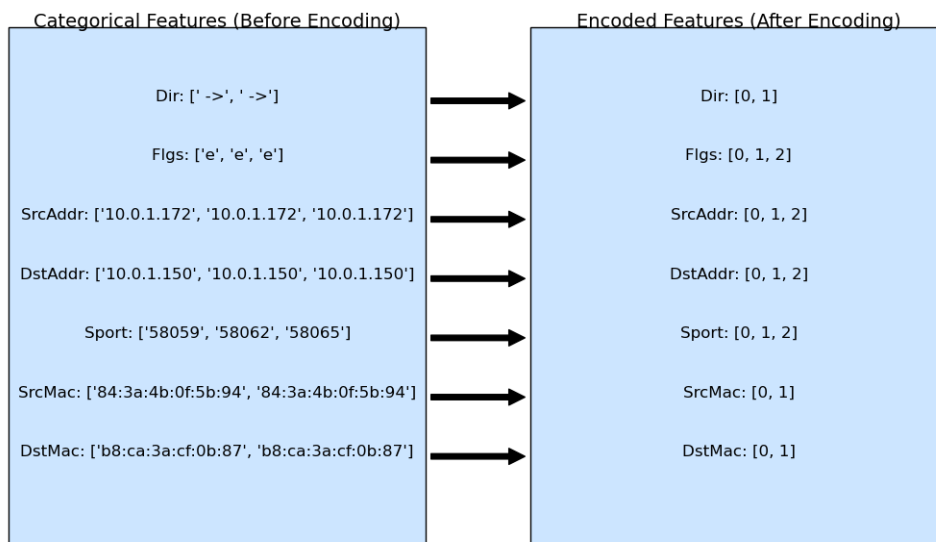 Categorical Features (Before Encoding)
Encoded Features (After Encoding)
Dir: [' ->', ' ->']
Dir: [0, 1]
Flgs: ['e', 'e', 'e']
Flgs: [0, 1, 2]
SrcAddr: ['10.0.1.172', '10.0.1.172', '10.0.1.172']
SrcAddr: [0, 1, 2]
DstAddr: ['10.0.1.150', '10.0.1.150', '10.0.1.150']
DstAddr: [0, 1, 2]
Sport: ['58059', '58062', '58065']
Sport: [0, 1, 2]
SrcMac: ['84:3a:4b:0f:5b:94', '84:3a:4b:0f:5b:94']
SrcMac: [0, 1]
DstMac: ['b8:ca:3a:cf:0b:87', 'b8:ca:3a:cf:0b:87']
DstMac: [0, 1]